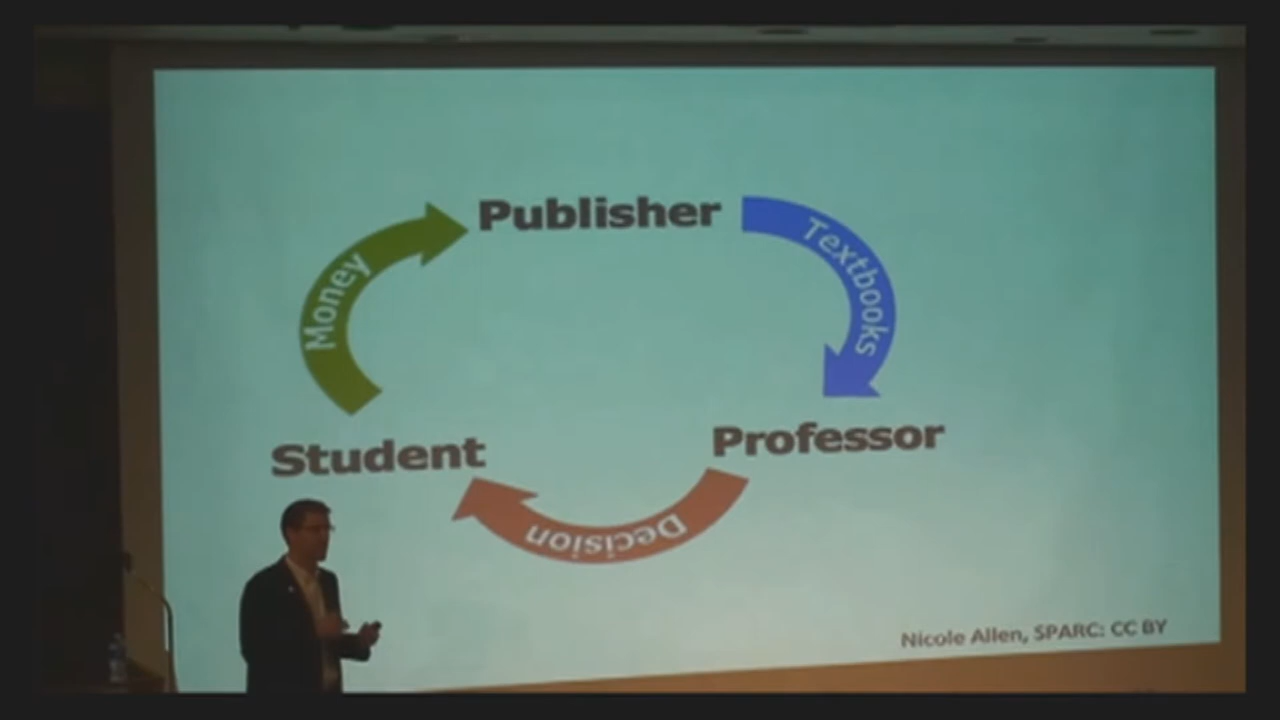 Publisher
Textbooks
Professor
Decision
Student
Money
Nicole Allen, SPARC: CC BY